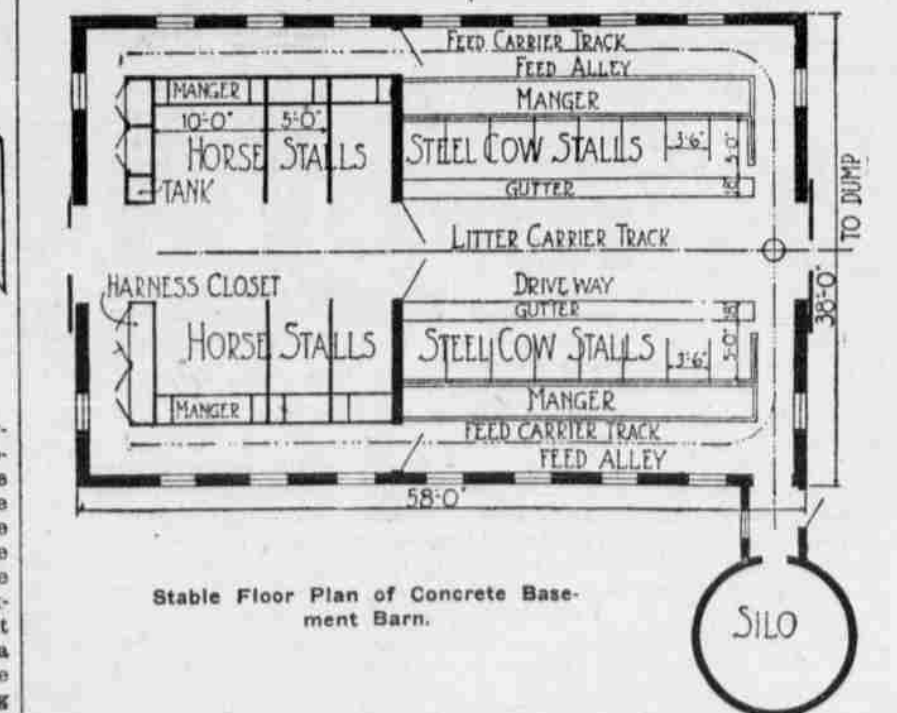 FEED CARRIER TRACK
FEED ALLEY
MANGER
MANGER
10'-0" 5'-0"
3'-6"
5'-0"
HORSE STALLS
STEEL COW STALLS
TANK
GUTTER
LITTER CARRIER TRACK
TO DUMP
HARNESS CLOSET
DRIVE WAY
GUTTER
38'-0"
HORSE STALLS
STEEL COW STALLS
3'-6"
5'-0"
MANGER
MANGER
FEED CARRIER TRACK
FEED ALLEY
58'-0"
Stable Floor Plan of Concrete Base-
ment Barn.
SILO